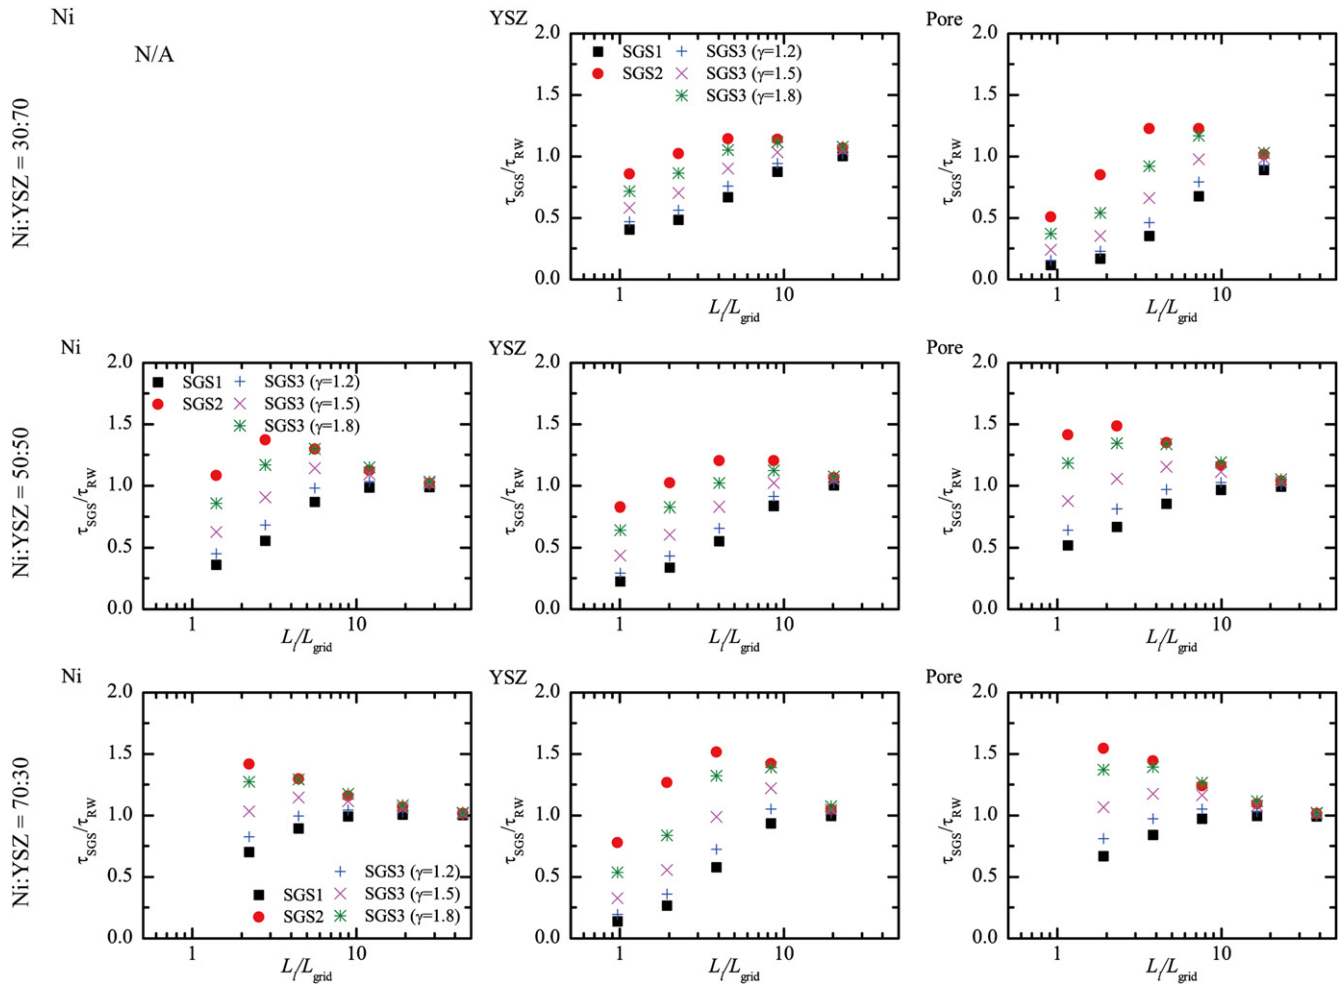 Ni
N/A
Ni:YSZ = 30:70
YSZ
SGS1
SGS2
SGS3 (γ=1.2)
SGS3 (γ=1.5)
SGS3 (γ=1.8)
2.0
1.5
1.0
0.5
0.0
τSGS/τRW
1
10
Ll/Lgrid
Pore
2.0
1.5
1.0
0.5
0.0
τSGS/τRW
1
10
Ll/Lgrid
Ni:YSZ = 50:50
Ni
SGS1
SGS2
SGS3 (γ=1.2)
SGS3 (γ=1.5)
SGS3 (γ=1.8)
2.0
1.5
1.0
0.5
0.0
τSGS/τRW
1
10
Ll/Lgrid
YSZ
2.0
1.5
1.0
0.5
0.0
τSGS/τRW
1
10
Ll/Lgrid
Pore
2.0
1.5
1.0
0.5
0.0
τSGS/τRW
1
10
Ll/Lgrid
Ni:YSZ = 70:30
Ni
2.0
1.5
1.0
0.5
0.0
τSGS/τRW
SGS1
SGS2
SGS3 (γ=1.2)
SGS3 (γ=1.5)
SGS3 (γ=1.8)
1
10
Ll/Lgrid
YSZ
2.0
1.5
1.0
0.5
0.0
τSGS/τRW
1
10
Ll/Lgrid
Pore
2.0
1.5
1.0
0.5
0.0
τSGS/τRW
1
10
Ll/Lgrid